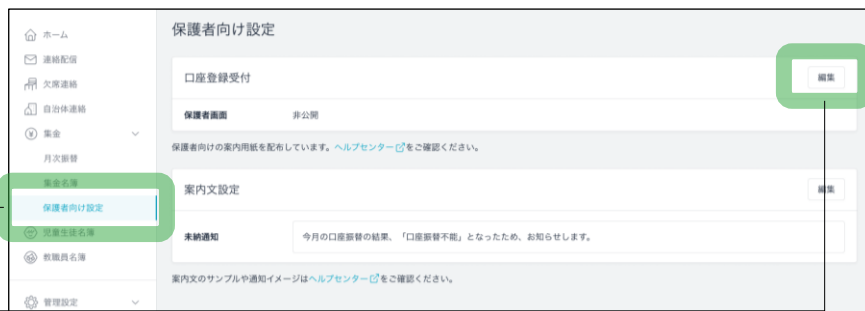 ホーム
連絡配信
欠席連絡
自治体連絡
集金
月次振替
集金名簿
保護者向け設定
児童生徒名簿
教職員名簿
管理設定
保護者向け設定
口座登録受付
編集
保護者画面 非公開
保護者向けの案内用紙を配布しています。ヘルプセンターをご確認ください。
案内文設定
編集
未納通知 今月の口座振替の結果、「口座振替不能」となったため、お知らせします。
案内文のサンプルや通知イメージはヘルプセンターをご確認ください。